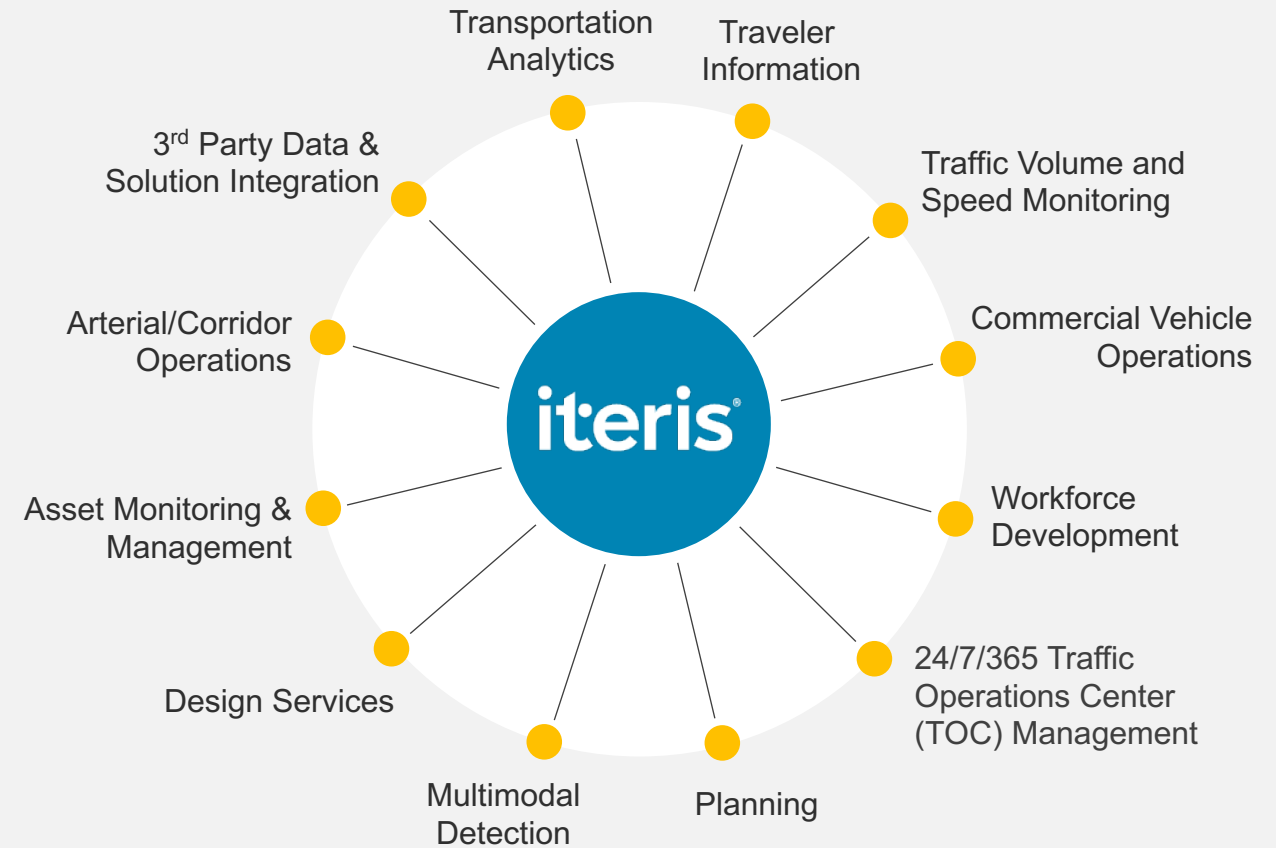 Transportation
Analytics
Traveler
Information
Traffic Volume and
Speed Monitoring
Commercial Vehicle
Operations
Workforce
Development
24/7/365 Traffic
Operations Center
(TOC) Management
Planning
Multimodal
Detection
Design Services
Asset Monitoring &
Management
Arterial/Corridor
Operations
3rd Party Data &
Solution Integration
iteris®